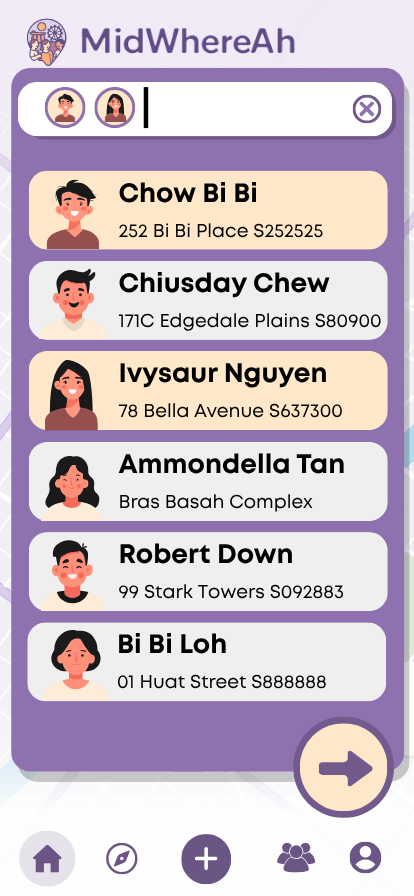 MidWhereAh
Chow Bi Bi
252 Bi Bi Place S252525
Chiusday Chew
171C Edgedale Plains S80900
Ivysaur Nguyen
78 Bella Avenue S637300
Ammondella Tan
Bras Basah Complex
Robert Down
99 Stark Towers S092883
Bi Bi Loh
01 Huat Street S888888